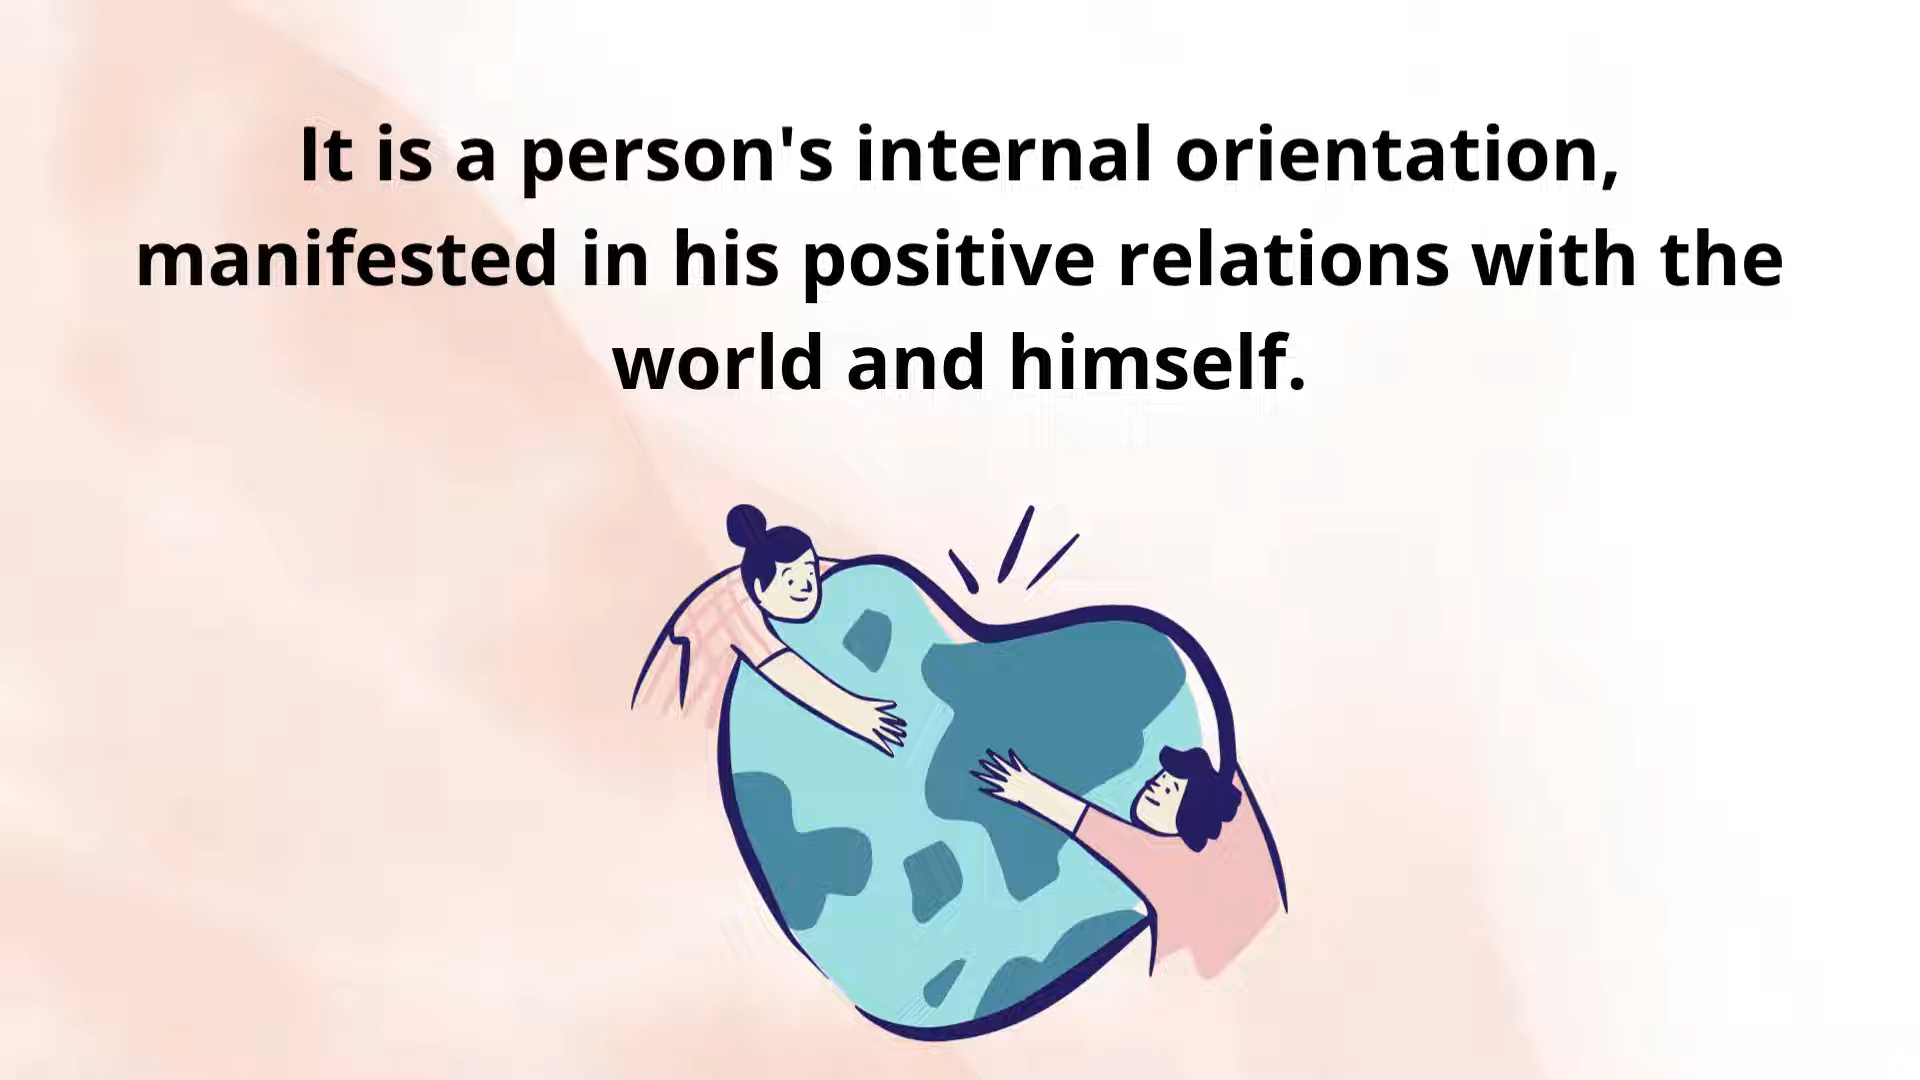 It is a person's internal orientation,
manifested in his positive relations with the
world and himself.